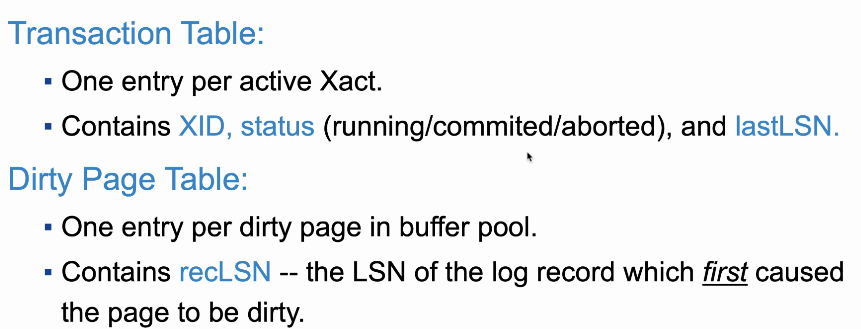 Transaction Table:
▪ One entry per active Xact.
▪ Contains XID, status (running/commited/aborted), and lastLSN.
Dirty Page Table:
▪ One entry per dirty page in buffer pool.
▪ Contains recLSN -- the LSN of the log record which first caused
the page to be dirty.